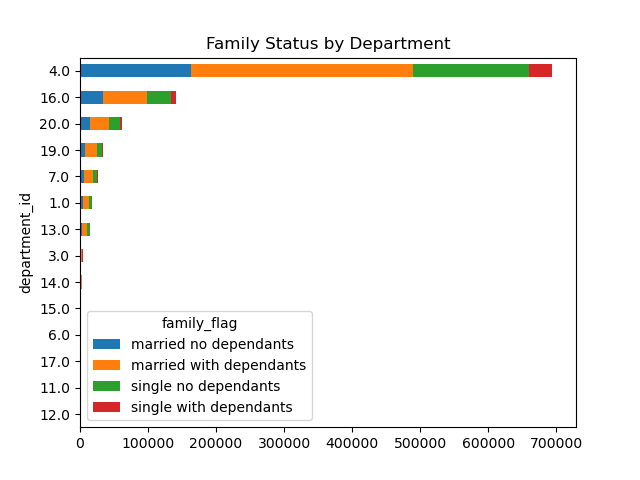 Family Status by Department
department_id
4.0
16.0
20.0
19.0
7.0
1.0
13.0
3.0
14.0
15.0
6.0
17.0
11.0
12.0
family_flag
married no dependants
married with dependants
single no dependants
single with dependants
0 100000 200000 300000 400000 500000 600000 700000